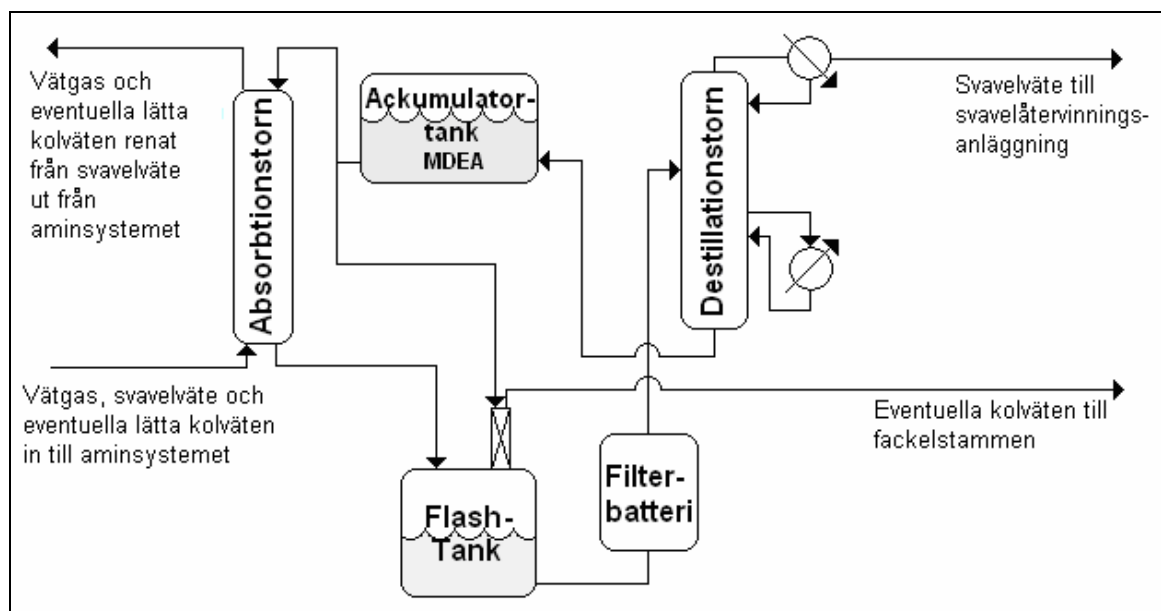 Vätgas och
eventuella lätta
kolväten renat
från svavelväte
ut från
aminsystemet
Absorbtionstorn
Ackumulator-
tank
MDEA
Destillationstorn
Svavelväte till
svavelåtervinnings-
anläggning
Vätgas, svavelväte och
eventuella lätta kolväten
in till aminsystemet
Flash-
Tank
Filter-
batteri
Eventuella kolväten till
fackelstammen